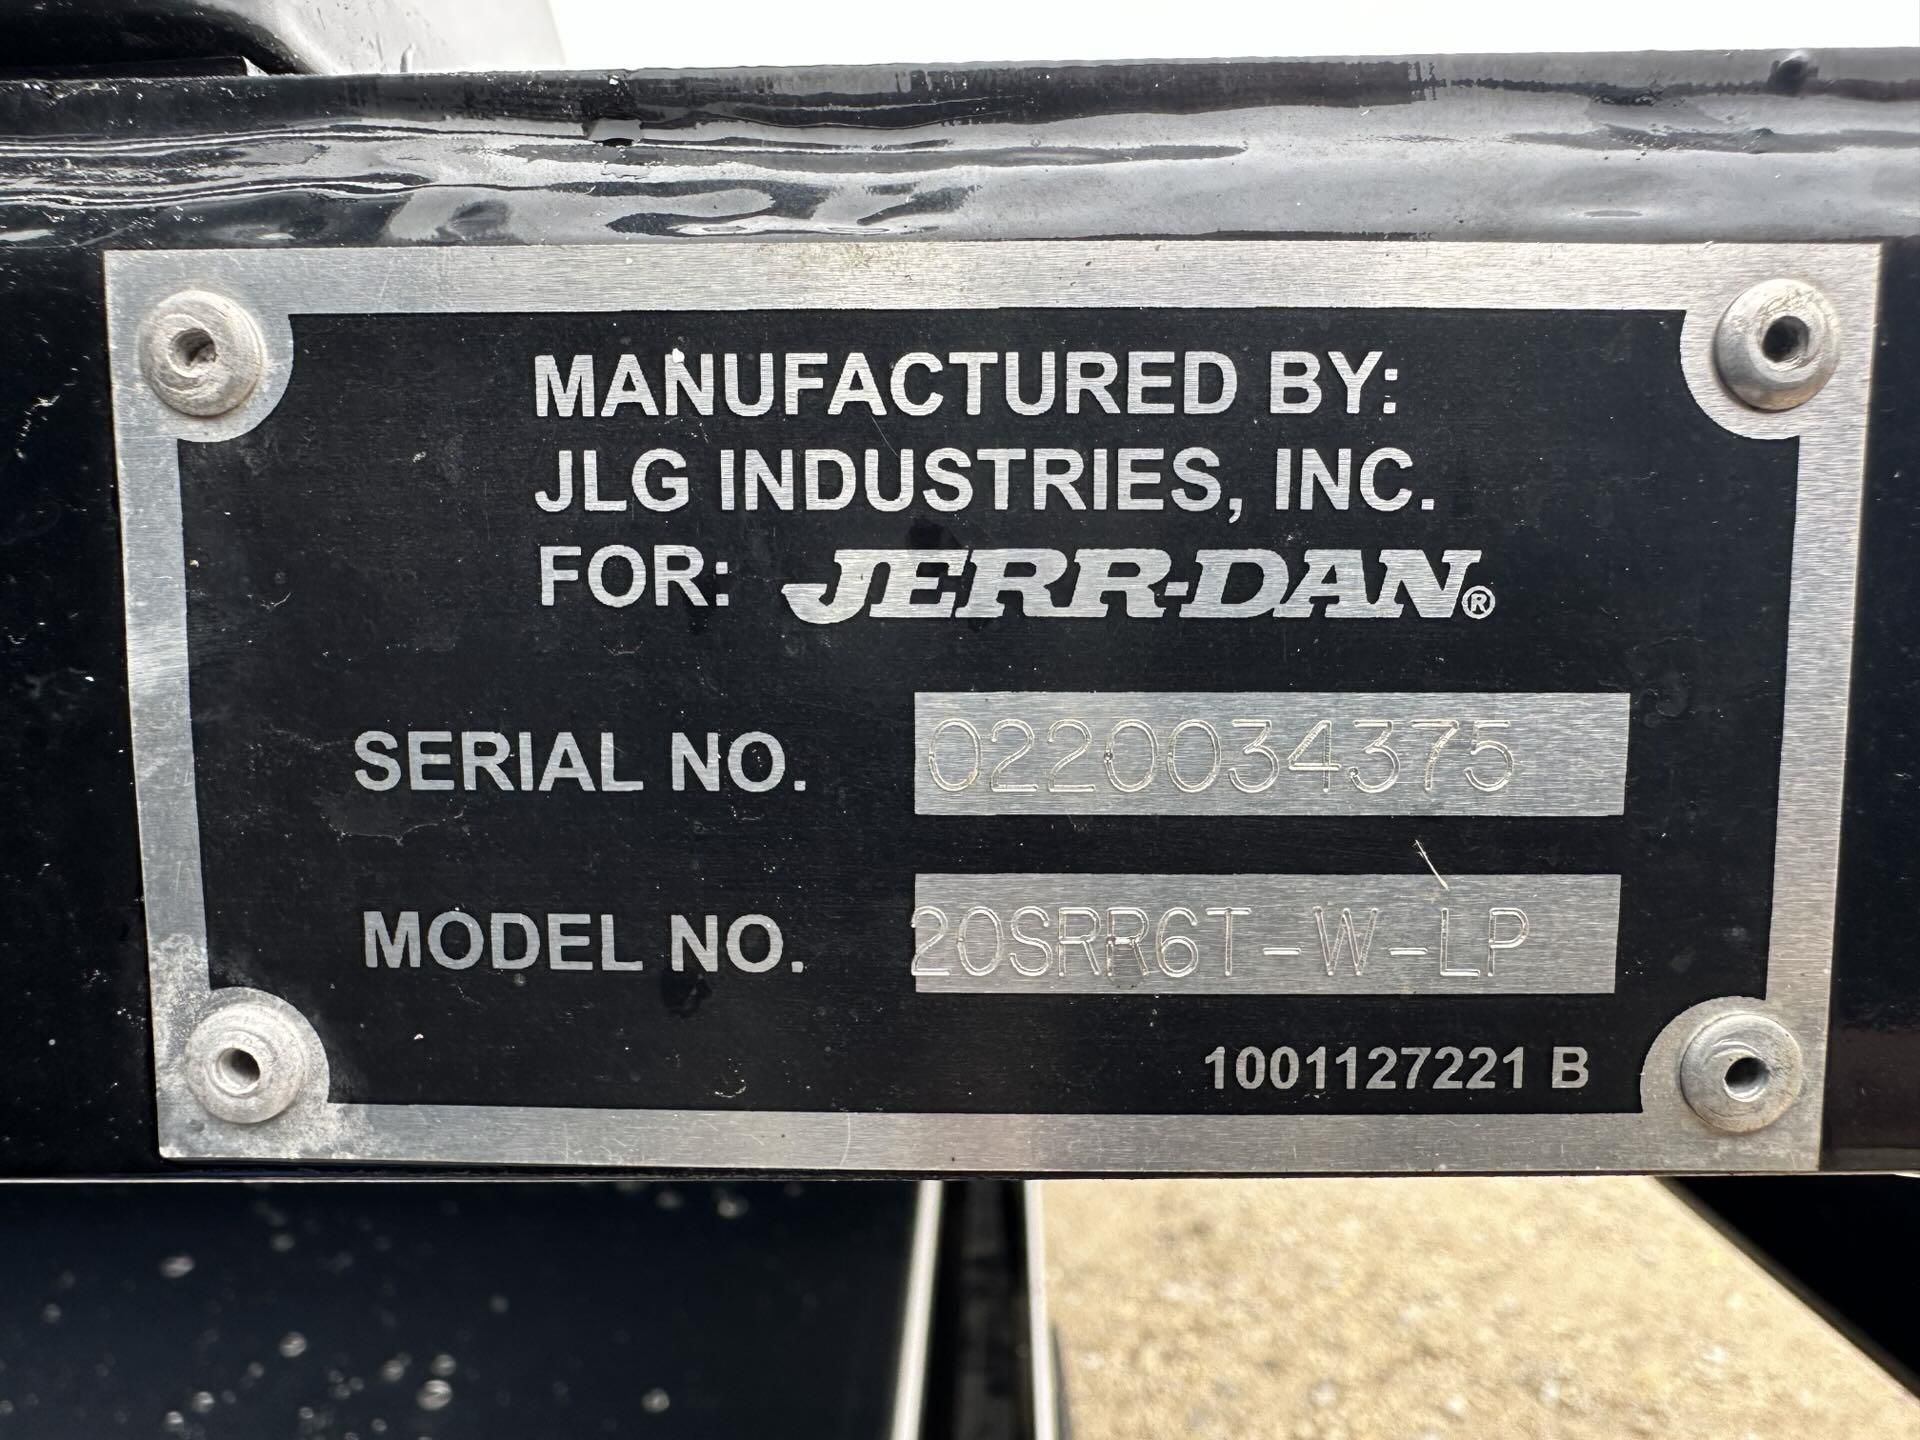 MANUFACTURED BY:
JLG INDUSTRIES, INC.
FOR: JERR-DAN®
SERIAL NO. 0220034375
MODEL NO. 20SRR6T-W-LP
1001127221 B